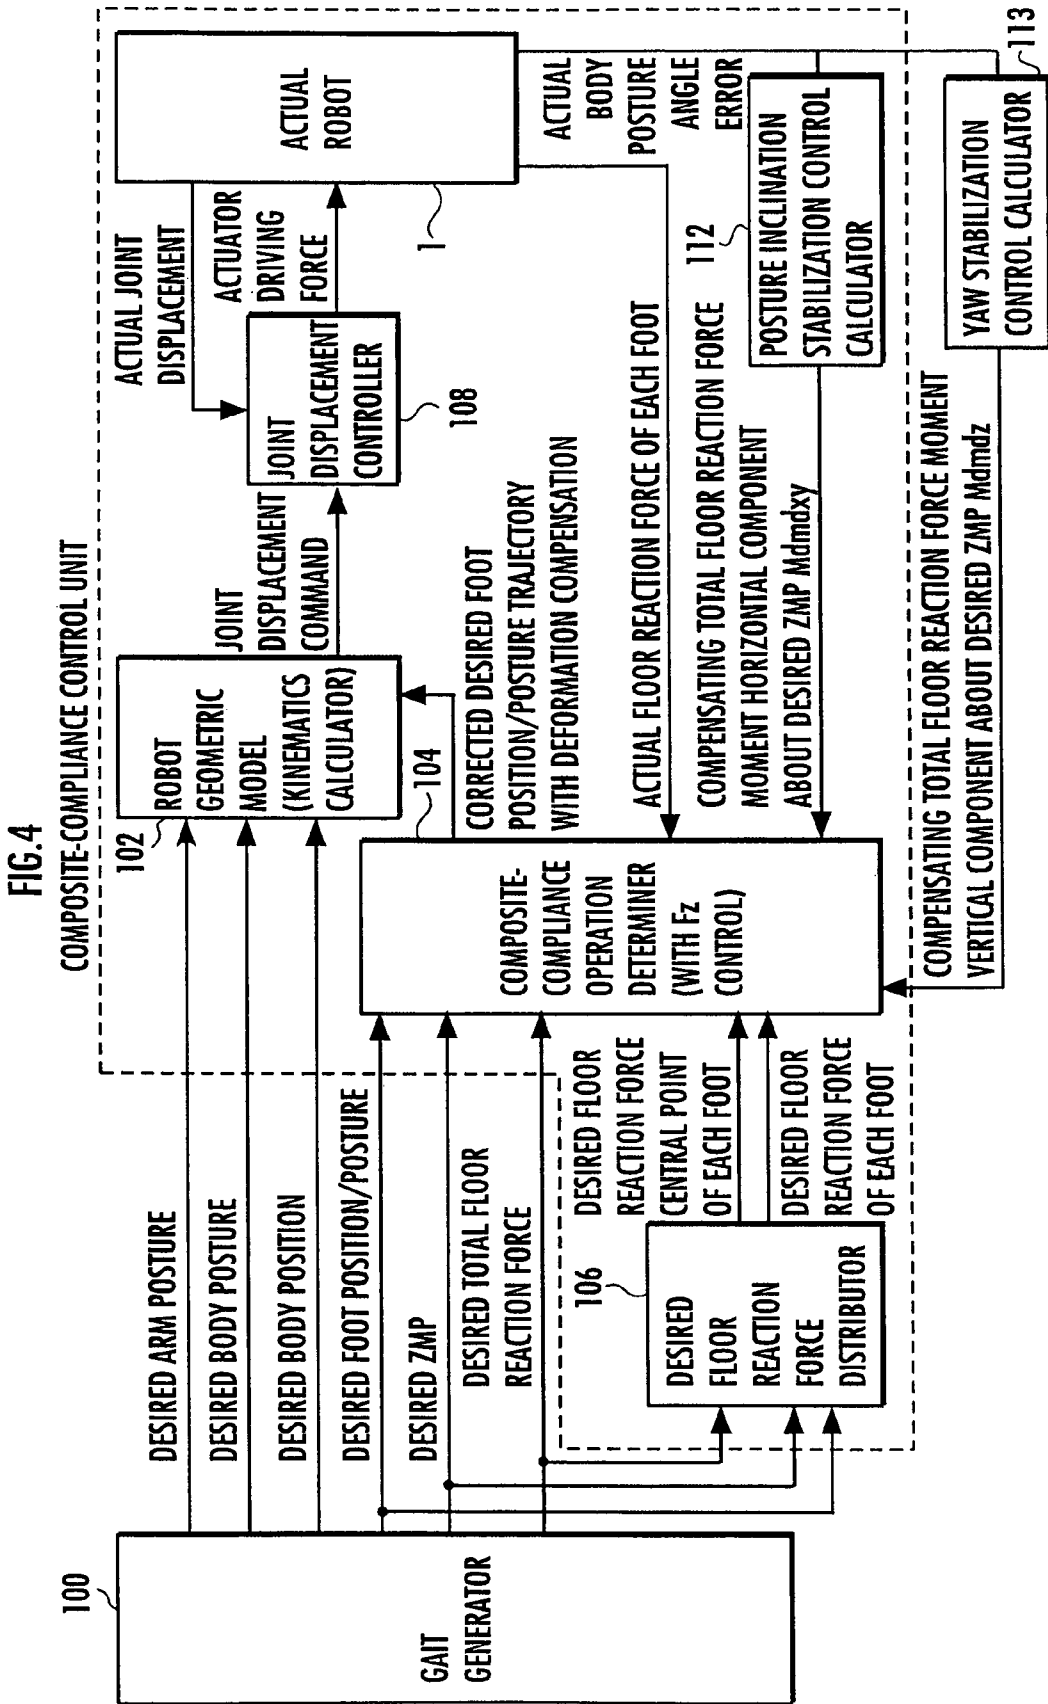 FIG.4
COMPOSITE-COMPLIANCE CONTROL UNIT
100
GAIT
GENERATOR
DESIRED ARM POSTURE
DESIRED BODY POSTURE
DESIRED BODY POSITION
DESIRED FOOT POSITION/POSTURE
DESIRED ZMP
DESIRED TOTAL FLOOR
REACTION FORCE
106
DESIRED
FLOOR
REACTION
FORCE
DISTRIBUTOR
DESIRED FLOOR
REACTION FORCE
CENTRAL POINT
OF EACH FOOT
DESIRED FLOOR
REACTION FORCE
OF EACH FOOT
102
ROBOT
GEOMETRIC
MODEL
(KINEMATICS
CALCULATOR)
104
COMPOSITE-
COMPLIANCE
OPERATION
DETERMINER
(WITH Fz
CONTROL)
CORRECTED DESIRED FOOT
POSITION/POSTURE TRAJECTORY
WITH DEFORMATION COMPENSATION
JOINT
DISPLACEMENT
COMMAND
JOINT
DISPLACEMENT
CONTROLLER
108
ACTUAL JOINT
DISPLACEMENT
ACTUATOR
DRIVING
FORCE
ACTUAL
ROBOT
1
ACTUAL FLOOR REACTION FORCE OF EACH FOOT
COMPENSATING TOTAL FLOOR REACTION FORCE
MOMENT HORIZONTAL COMPONENT
ABOUT DESIRED ZMP Mdmdxy
ACTUAL
BODY
POSTURE
ANGLE
ERROR
112
POSTURE INCLINATION
STABILIZATION CONTROL
CALCULATOR
COMPENSATING TOTAL FLOOR REACTION FORCE MOMENT
VERTICAL COMPONENT ABOUT DESIRED ZMP Mdmdz
YAW STABILIZATION
CONTROL CALCULATOR
113